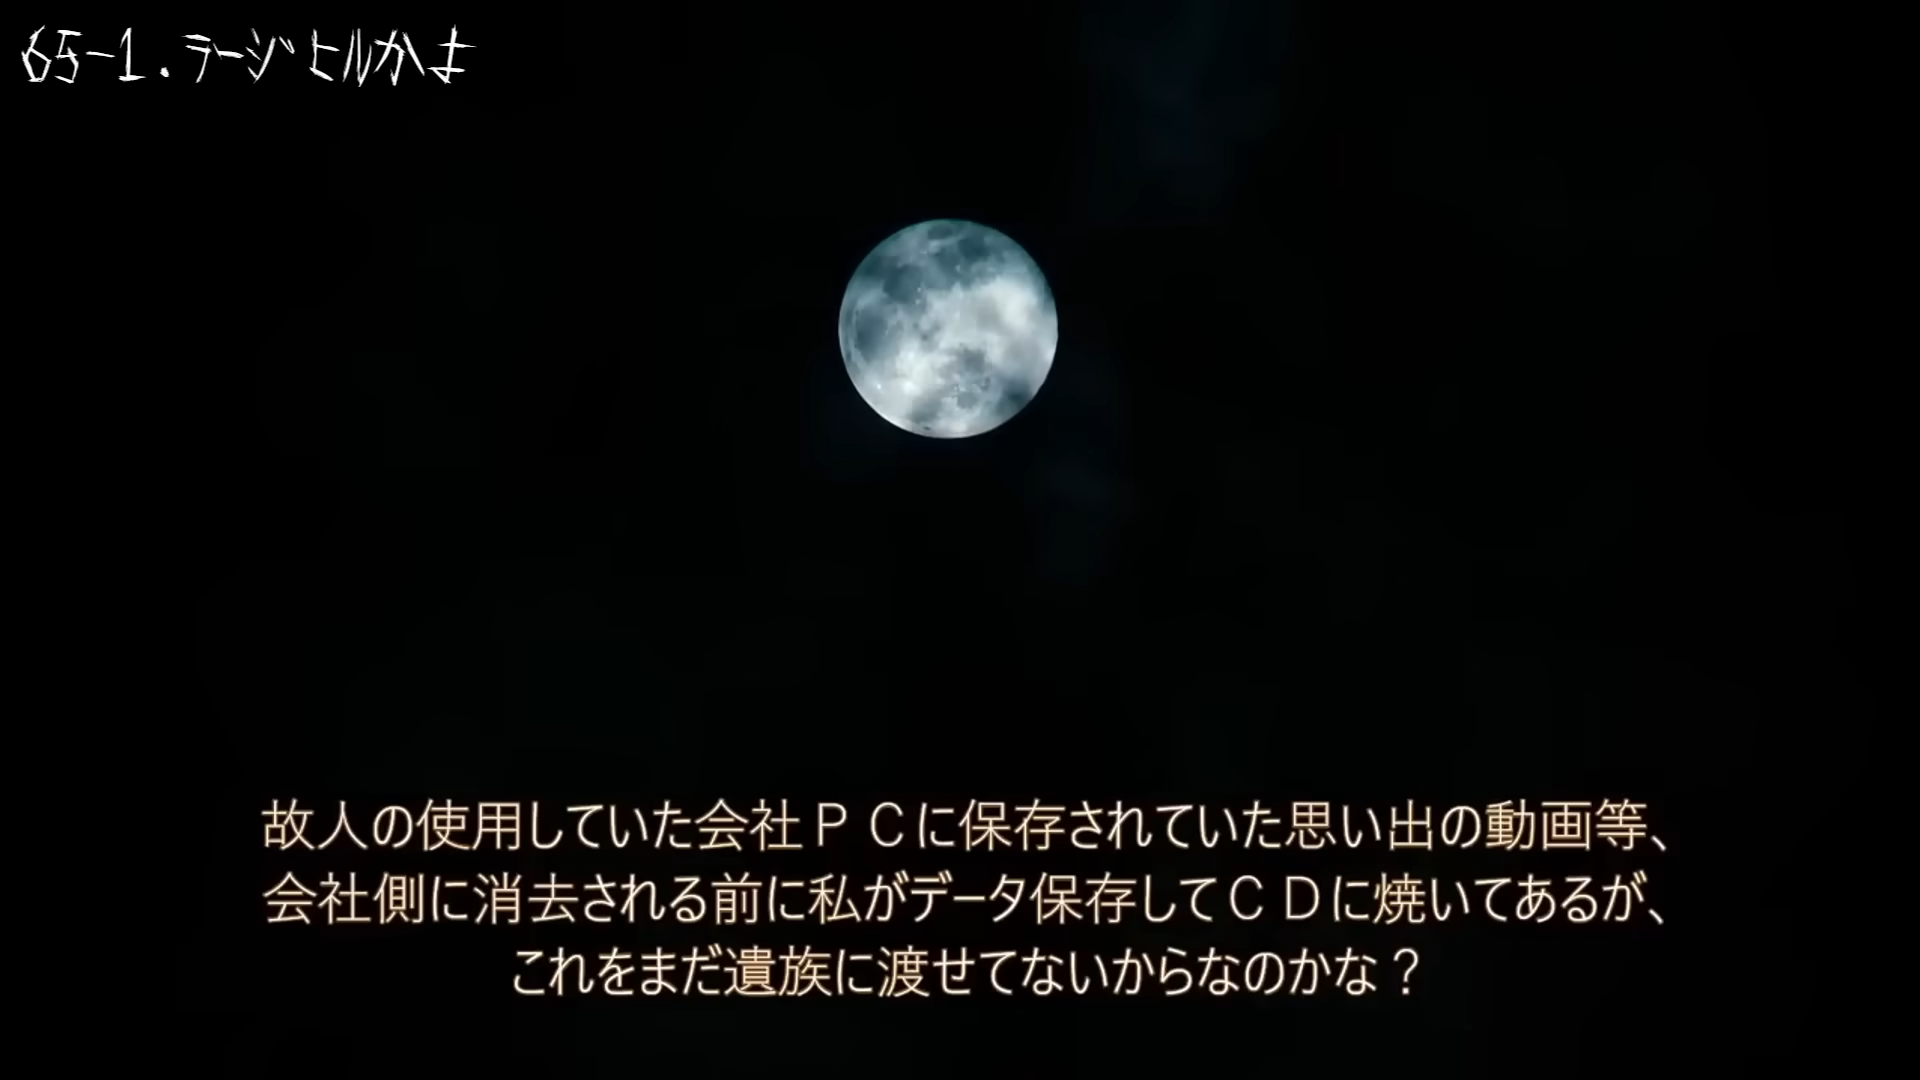 65-1.ラージヒルかよ
故人の使用していた会社ＰＣに保存されていた思い出の動画等、
会社側に消去される前に私がデータ保存してＣＤに焼いてあるが、
これをまだ遺族に渡せてないからなのかな？